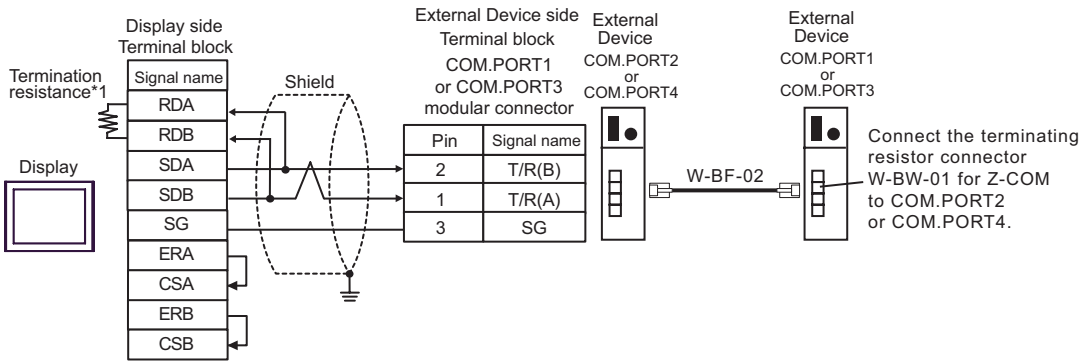 Display side
Terminal block
Termination
resistance*1
Signal name
RDA
RDB
SDA
SDB
SG
ERA
CSA
ERB
CSB
Display
Shield
External Device side
Terminal block
COM.PORT1
or COM.PORT3
modular connector
Pin Signal name
2 T/R(B)
1 T/R(A)
3 SG
External
Device
COM.PORT2
or
COM.PORT4
W-BF-02
External
Device
COM.PORT1
or
COM.PORT3
Connect the terminating
resistor connector
W-BW-01 for Z-COM
to COM.PORT2
or COM.PORT4.